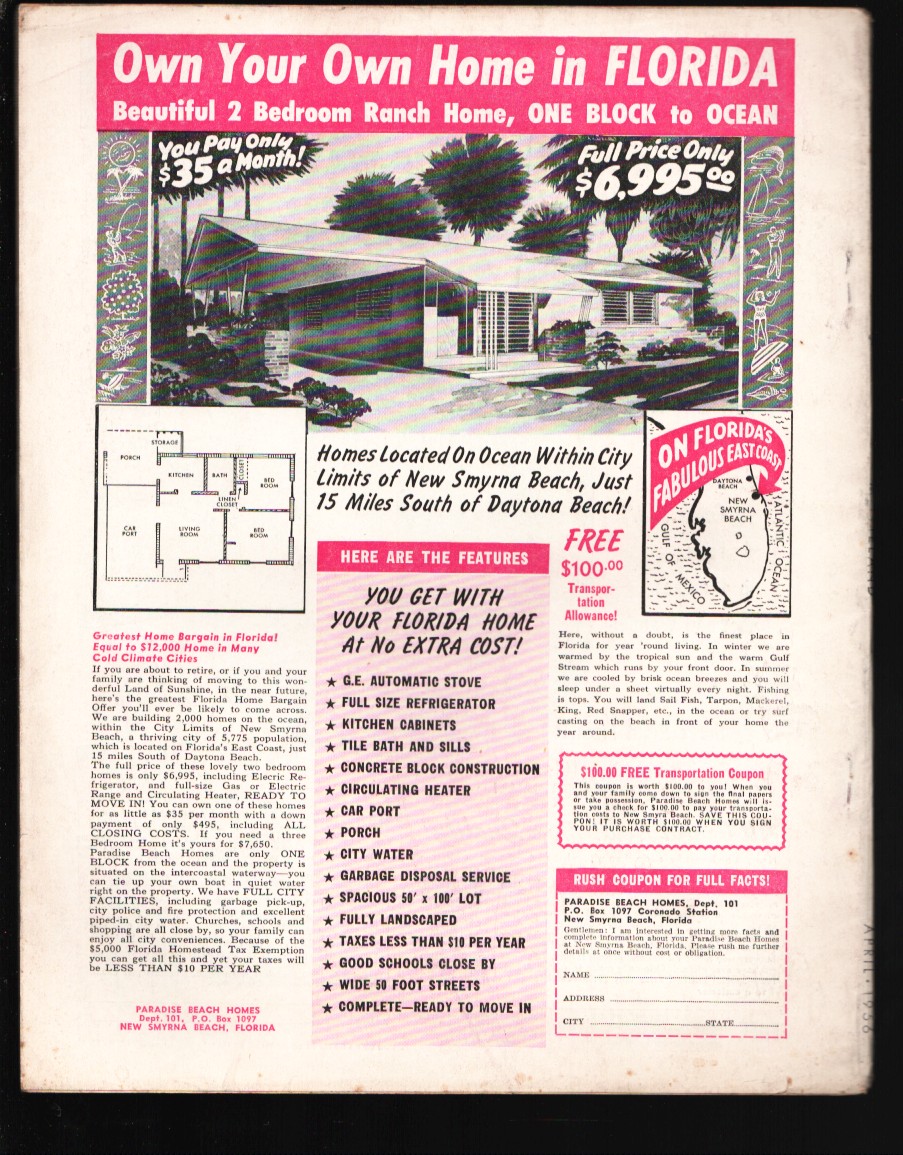 Own Your Own Home in FLORIDA
Beautiful 2 Bedroom Ranch Home, ONE BLOCK to OCEAN
You Pay Only
$35 a Month!
Full Price Only
$6,995⁰⁰
STORAGE
PORCH
KITCHEN
BATH
CLOSET
BED
ROOM
LINEN
CLOSET
CAR
PORT
LIVING
ROOM
BED
ROOM
Homes Located On Ocean Within City
Limits of New Smyrna Beach, Just
15 Miles South of Daytona Beach!
ON FLORIDA'S
FABULOUS EAST COAST
DAYTONA
BEACH
NEW
SMYRNA
BEACH
GULF OF MEXICO
ATLANTIC OCEAN
Greatest Home Bargain in Florida!
Equal to $12,000 Home in Many
Cold Climate Cities
If you are about to retire, or if you and your
family are thinking of moving to this won-
derful Land of Sunshine, in the near future,
here's the greatest Florida Home Bargain
Offer you'll ever be likely to come across.
We are building 2,000 homes on the ocean,
within the City Limits of New Smyrna
Beach, a thriving city of 5,775 population,
which is located on Florida's East Coast, just
15 miles South of Daytona Beach.
The full price of these lovely two bedroom
homes is only $6,995, including Elecric Re-
frigerator, and full-size Gas or Electric
Range and Circulating Heater, READY TO
MOVE IN! You can own one of these homes
for as little as $35 per month with a down
payment of only $495, including ALL
CLOSING COSTS. If you need a three
Bedroom Home it's yours for $7,650.
Paradise Beach Homes are only ONE
BLOCK from the ocean and the property is
situated on the intercoastal waterway—you
can tie up your own boat in quiet water
right on the property. We have FULL CITY
FACILITIES, including garbage pick-up,
city police and fire protection and excellent
piped-in city water. Churches, schools and
shopping are all close by, so your family can
enjoy all city conveniences. Because of the
$5,000 Florida Homestead Tax Exemption
you can get all this and yet your taxes will
be LESS THAN $10 PER YEAR
PARADISE BEACH HOMES
Dept. 101, P.O. Box 1097
NEW SMYRNA BEACH, FLORIDA
HERE ARE THE FEATURES
YOU GET WITH
YOUR FLORIDA HOME
At No EXTRA COST!
★ G.E. AUTOMATIC STOVE
★ FULL SIZE REFRIGERATOR
★ KITCHEN CABINETS
★ TILE BATH AND SILLS
★ CONCRETE BLOCK CONSTRUCTION
★ CIRCULATING HEATER
★ CAR PORT
★ PORCH
★ CITY WATER
★ GARBAGE DISPOSAL SERVICE
★ SPACIOUS 50' x 100' LOT
★ FULLY LANDSCAPED
★ TAXES LESS THAN $10 PER YEAR
★ GOOD SCHOOLS CLOSE BY
★ WIDE 50 FOOT STREETS
★ COMPLETE—READY TO MOVE IN
FREE
$100.00
Transpor-
tation
Allowance!
Here, without a doubt, is the finest place in
Florida for year 'round living. In winter we are
warmed by the tropical sun and the warm Gulf
Stream which runs by your front door. In summer
we are cooled by brisk ocean breezes and you will
sleep under a sheet virtually every night. Fishing
is tops. You will land Sail Fish, Tarpon, Mackerel,
King, Red Snapper, etc., in the ocean or try surf
casting on the beach in front of your home the
year around.
$100.00 FREE Transportation Coupon
This coupon is worth $100.00 to you! When you
and your family come down to sign the final papers
or take possession, Paradise Beach Homes will is-
sue you a check for $100.00 to pay your transporta-
tion costs to New Smyra Beach. SAVE THIS COU-
PON! IT IS WORTH $100.00 WHEN YOU SIGN
YOUR PURCHASE CONTRACT.
RUSH COUPON FOR FULL FACTS!
PARADISE BEACH HOMES, Dept. 101
P.O. Box 1097 Coronado Station
New Smyrna Beach, Florida
Gentlemen: I am interested in getting more facts and
complete information about your Paradise Beach Homes
at New Smyrna Beach, Florida. Please rush me further
details at once without cost or obligation.
NAME
ADDRESS
CITY STATE
APRIL • 1956